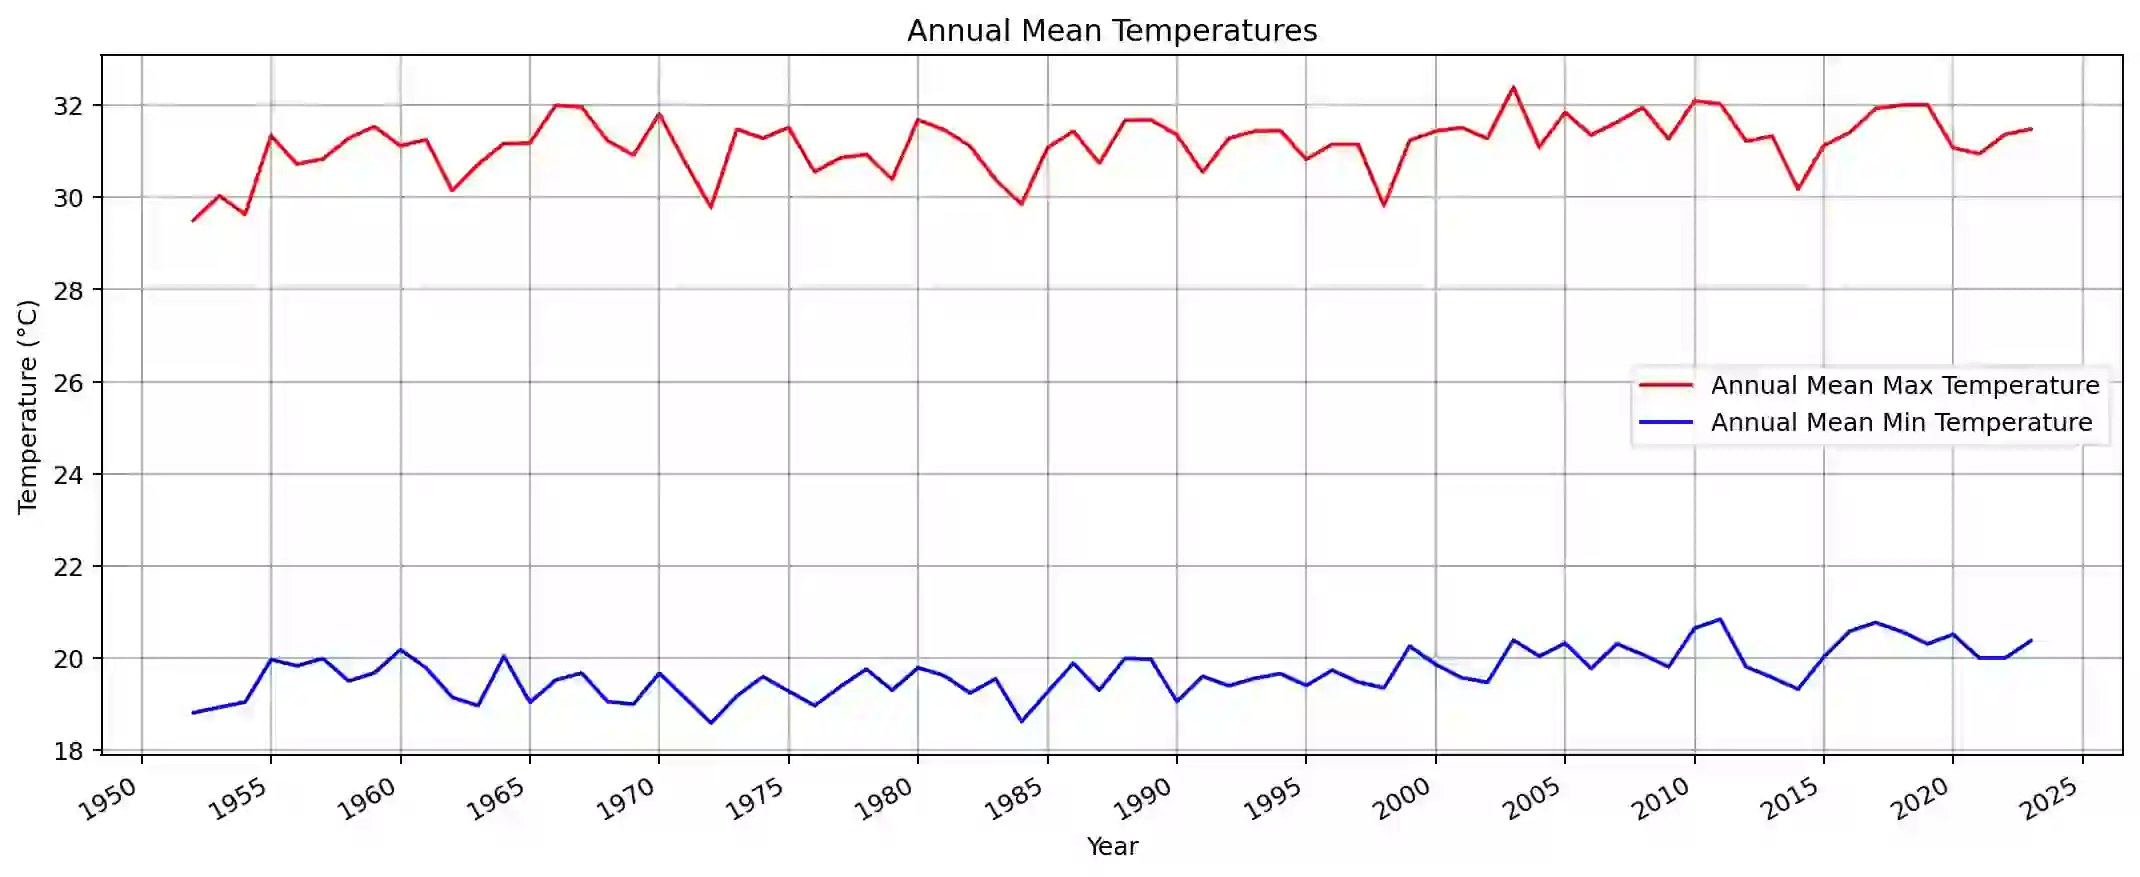 Annual Mean Temperatures
32
30
28
26
24
22
20
18
Temperature (°C)
Annual Mean Max Temperature
Annual Mean Min Temperature
1950 1955 1960 1965 1970 1975 1980 1985 1990 1995 2000 2005 2010 2015 2020 2025
Year